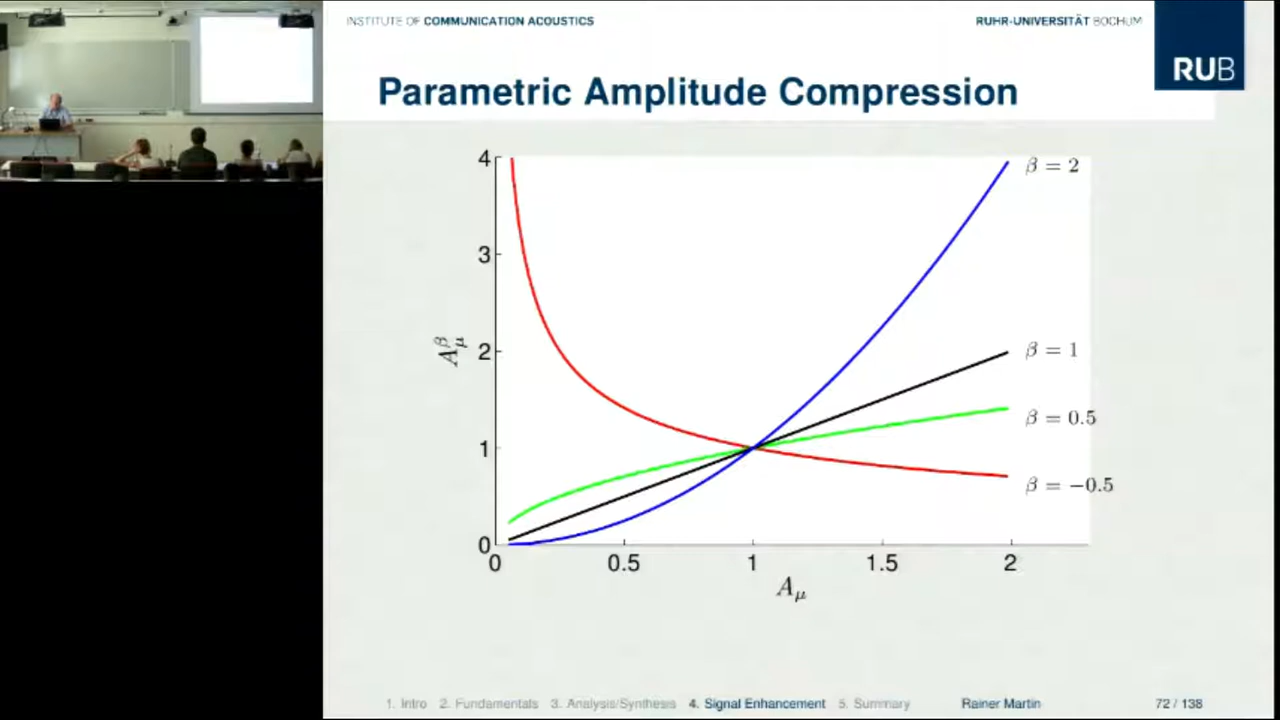 INSTITUTE OF COMMUNICATION ACOUSTICS
RUHR-UNIVERSITÄT BOCHUM
RUB
Parametric Amplitude Compression
4
3
2
1
0
A_μ^β
0 0.5 1 1.5 2
A_μ
β = 2
β = 1
β = 0.5
β = −0.5
1. Intro 2. Fundamentals 3. Analysis/Synthesis 4. Signal Enhancement 5. Summary Rainer Martin 72 / 138